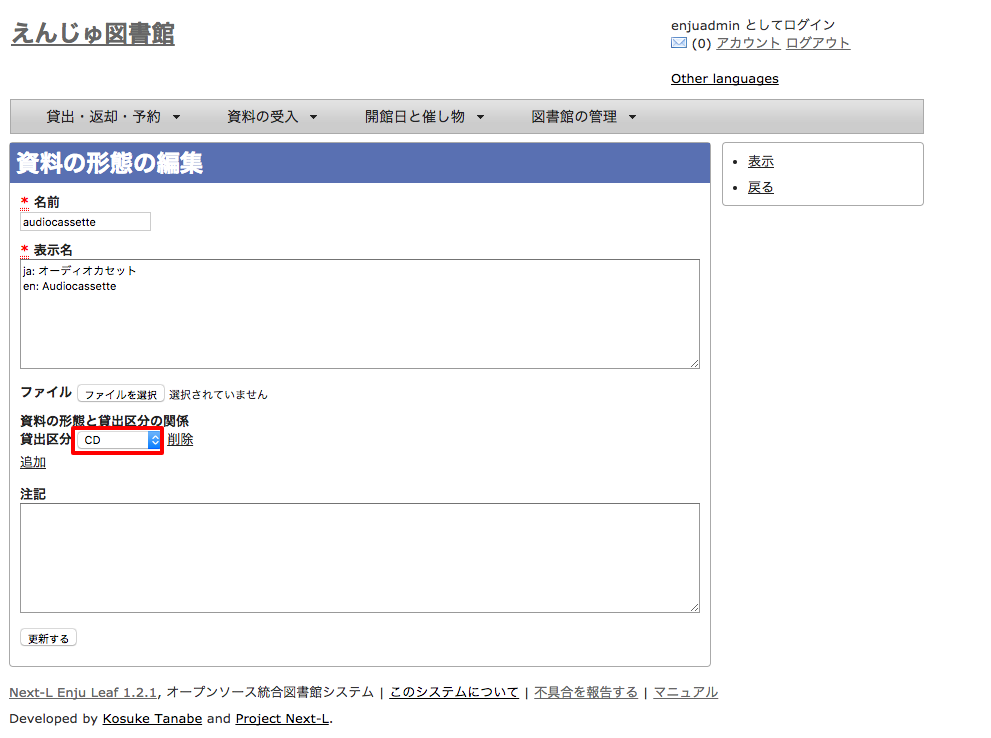 えんじゅ図書館
enjuadmin としてログイン
(0) アカウント ログアウト
Other languages
貸出・返却・予約 ▼ 資料の受入 ▼ 開館日と催し物 ▼ 図書館の管理 ▼
資料の形態の編集
* 名前
audiocassette
* 表示名
ja: オーディオカセット
en: Audiocassette
ファイル ファイルを選択 選択されていません
資料の形態と貸出区分の関係
貸出区分 CD 削除
追加
注記
更新する
• 表示
• 戻る
Next-L Enju Leaf 1.2.1, オープンソース統合図書館システム | このシステムについて | 不具合を報告する | マニュアル
Developed by Kosuke Tanabe and Project Next-L.